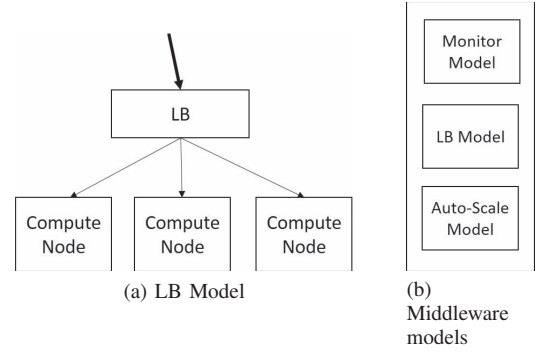 LB
Compute
Node
Compute
Node
Compute
Node
(a) LB Model
Monitor
Model
LB Model
Auto-Scale
Model
(b)
Middleware
models